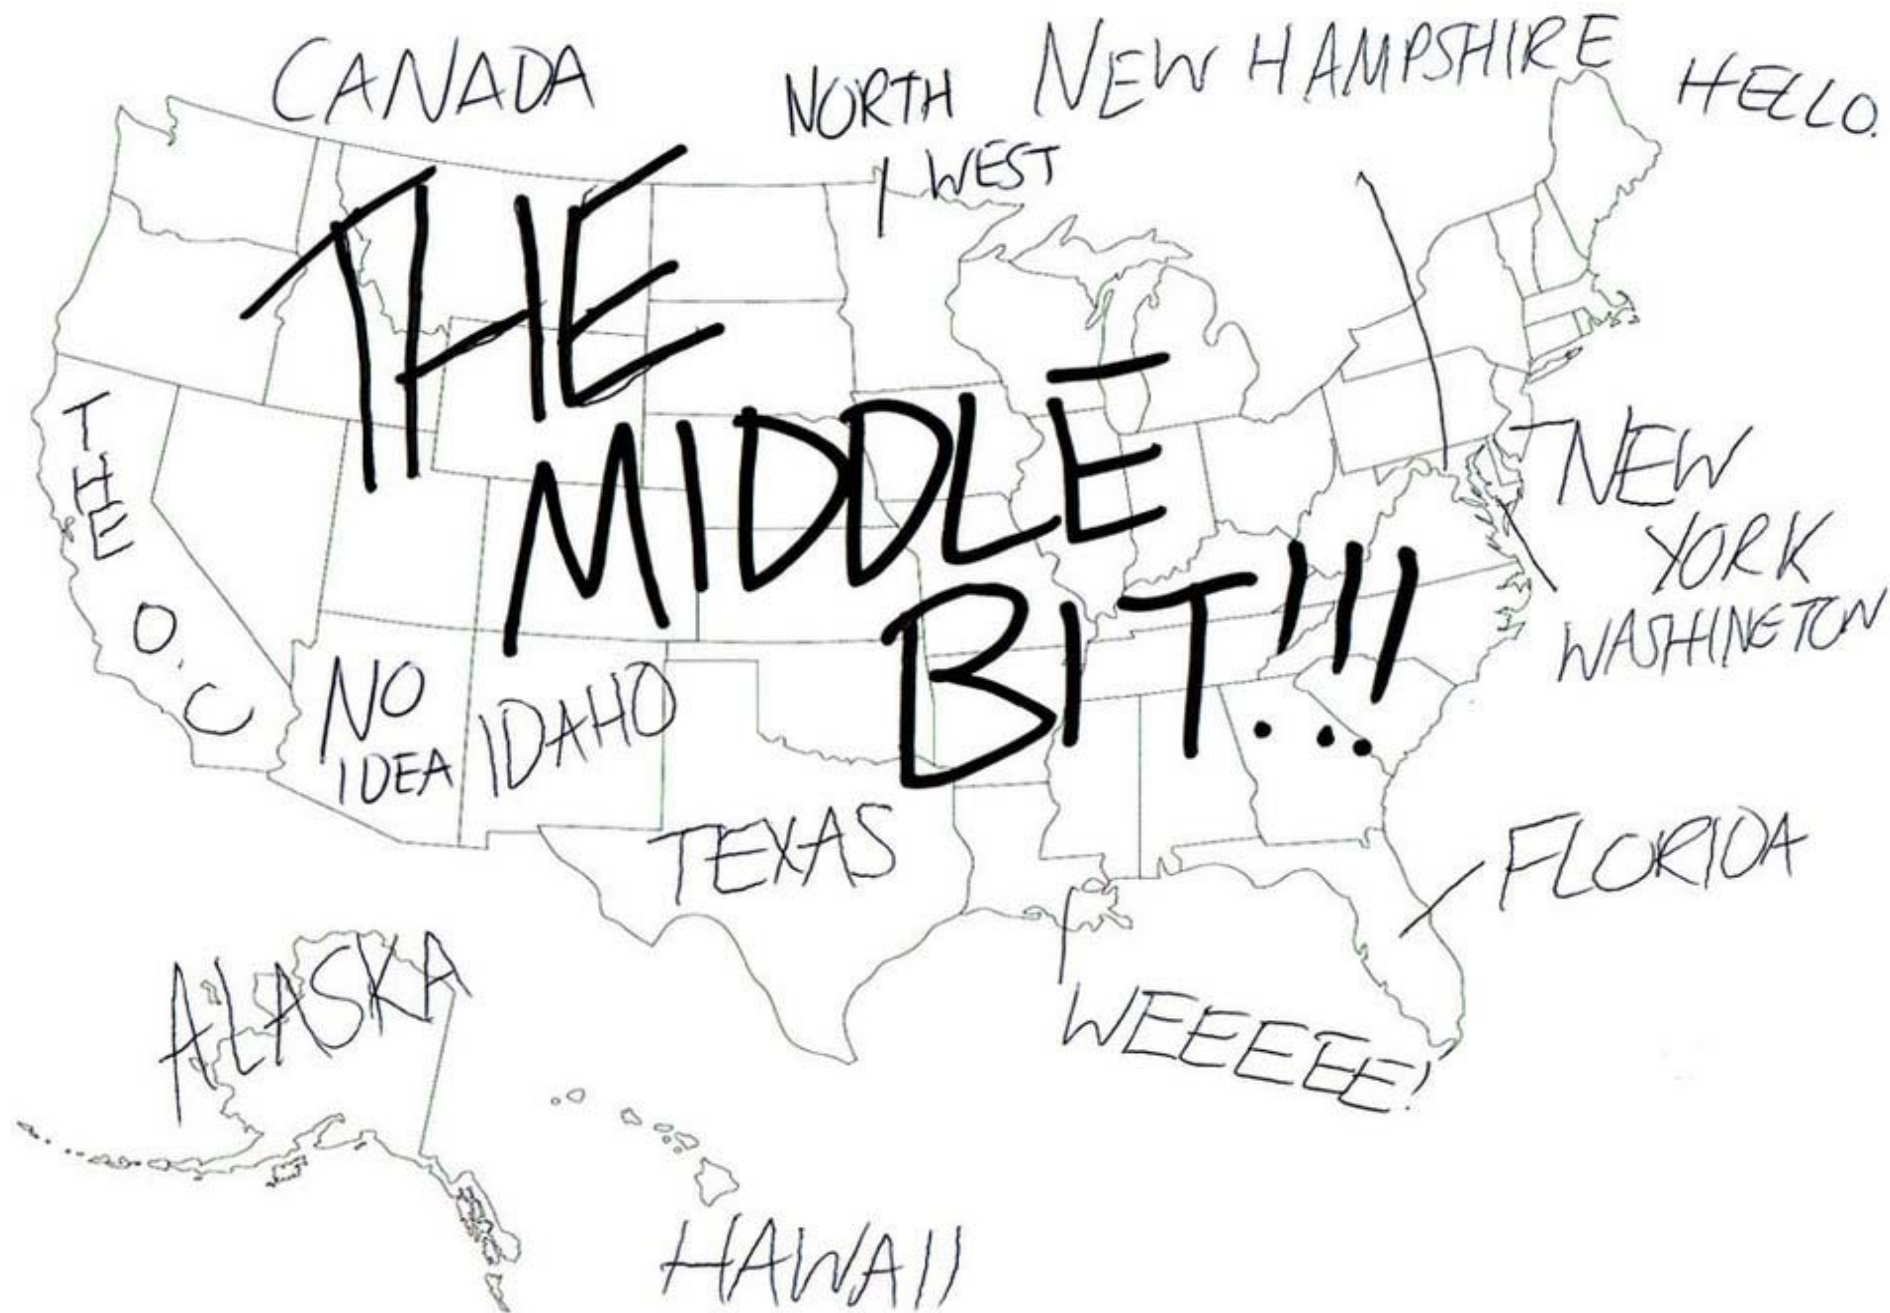 CANADA
NORTH
WEST
NEW HAMPSHIRE
HELLO.
THE
MIDDLE
BIT!!!
THE
O.C
NO
IDEA
IDAHO
TEXAS
NEW
YORK
WASHINGTON
FLORIDA
WEEEEEE!
ALASKA
HAWAII